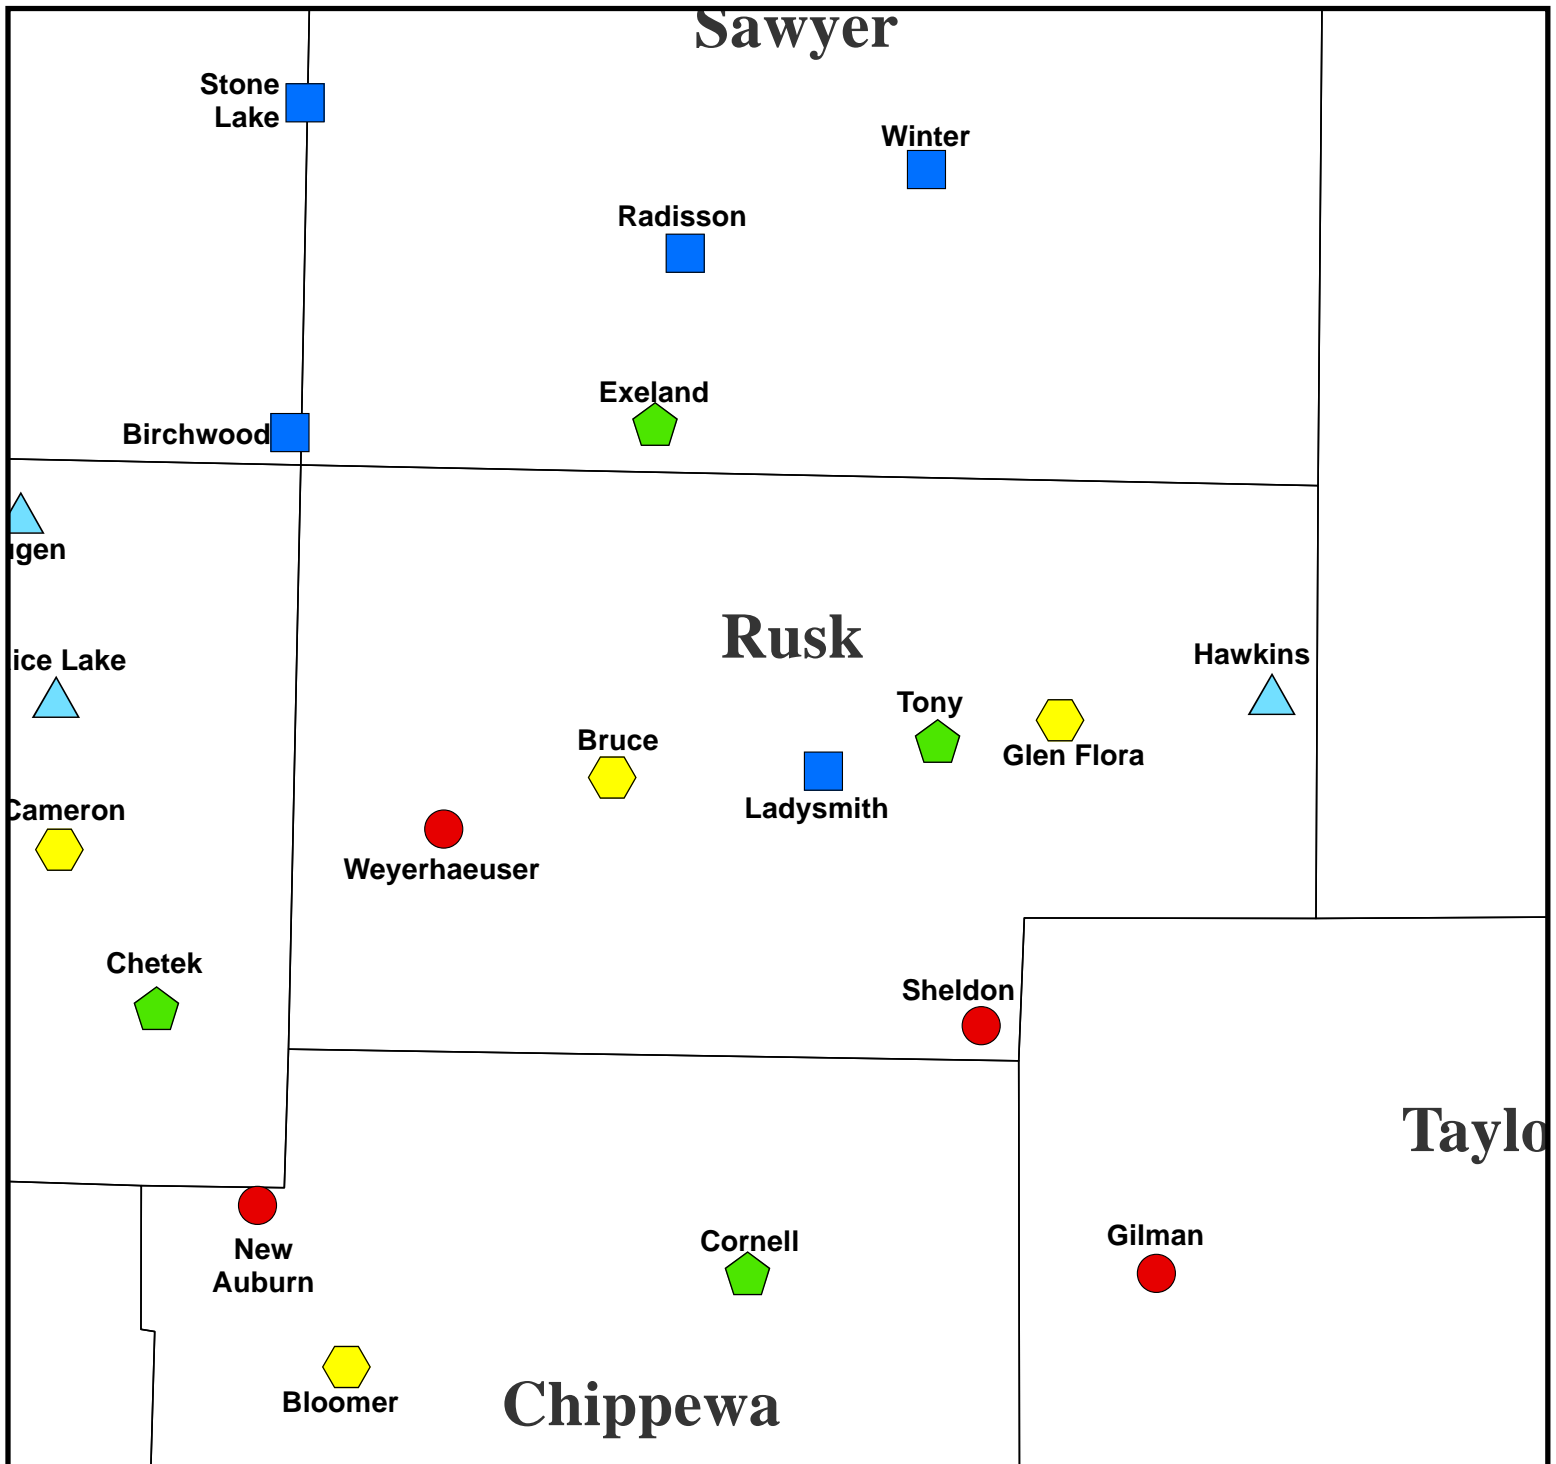 Sawyer
Stone
Lake
Winter
Radisson
Exeland
Birchwood
igen
Rusk
ice Lake
Hawkins
Tony
Bruce
Glen Flora
Ladysmith
Cameron
Weyerhaeuser
Chetek
Sheldon
Taylo
New
Auburn
Cornell
Gilman
Bloomer
Chippewa